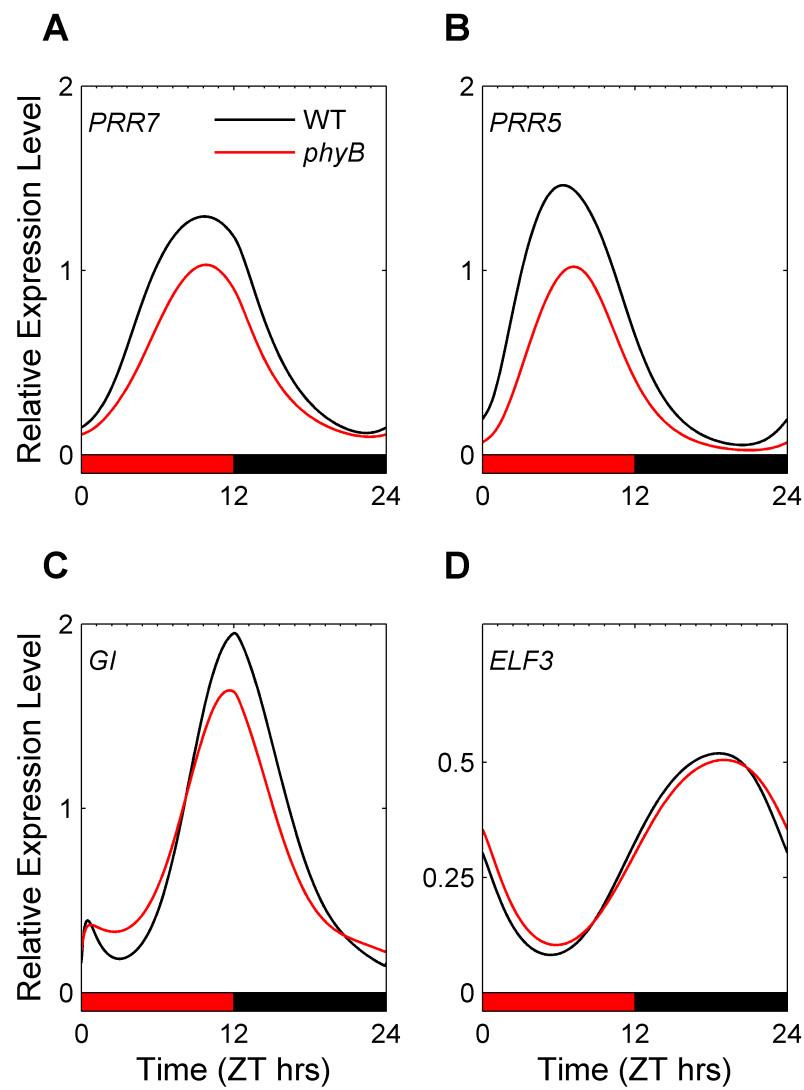 A
B
2
PRR7
WT
phyB
1
0
Relative Expression Level
0
12
24
2
PRR5
1
0
0
12
24
C
D
2
GI
1
0
Relative Expression Level
0
12
24
Time (ZT hrs)
ELF3
0.5
0.25
0
0
12
24
Time (ZT hrs)